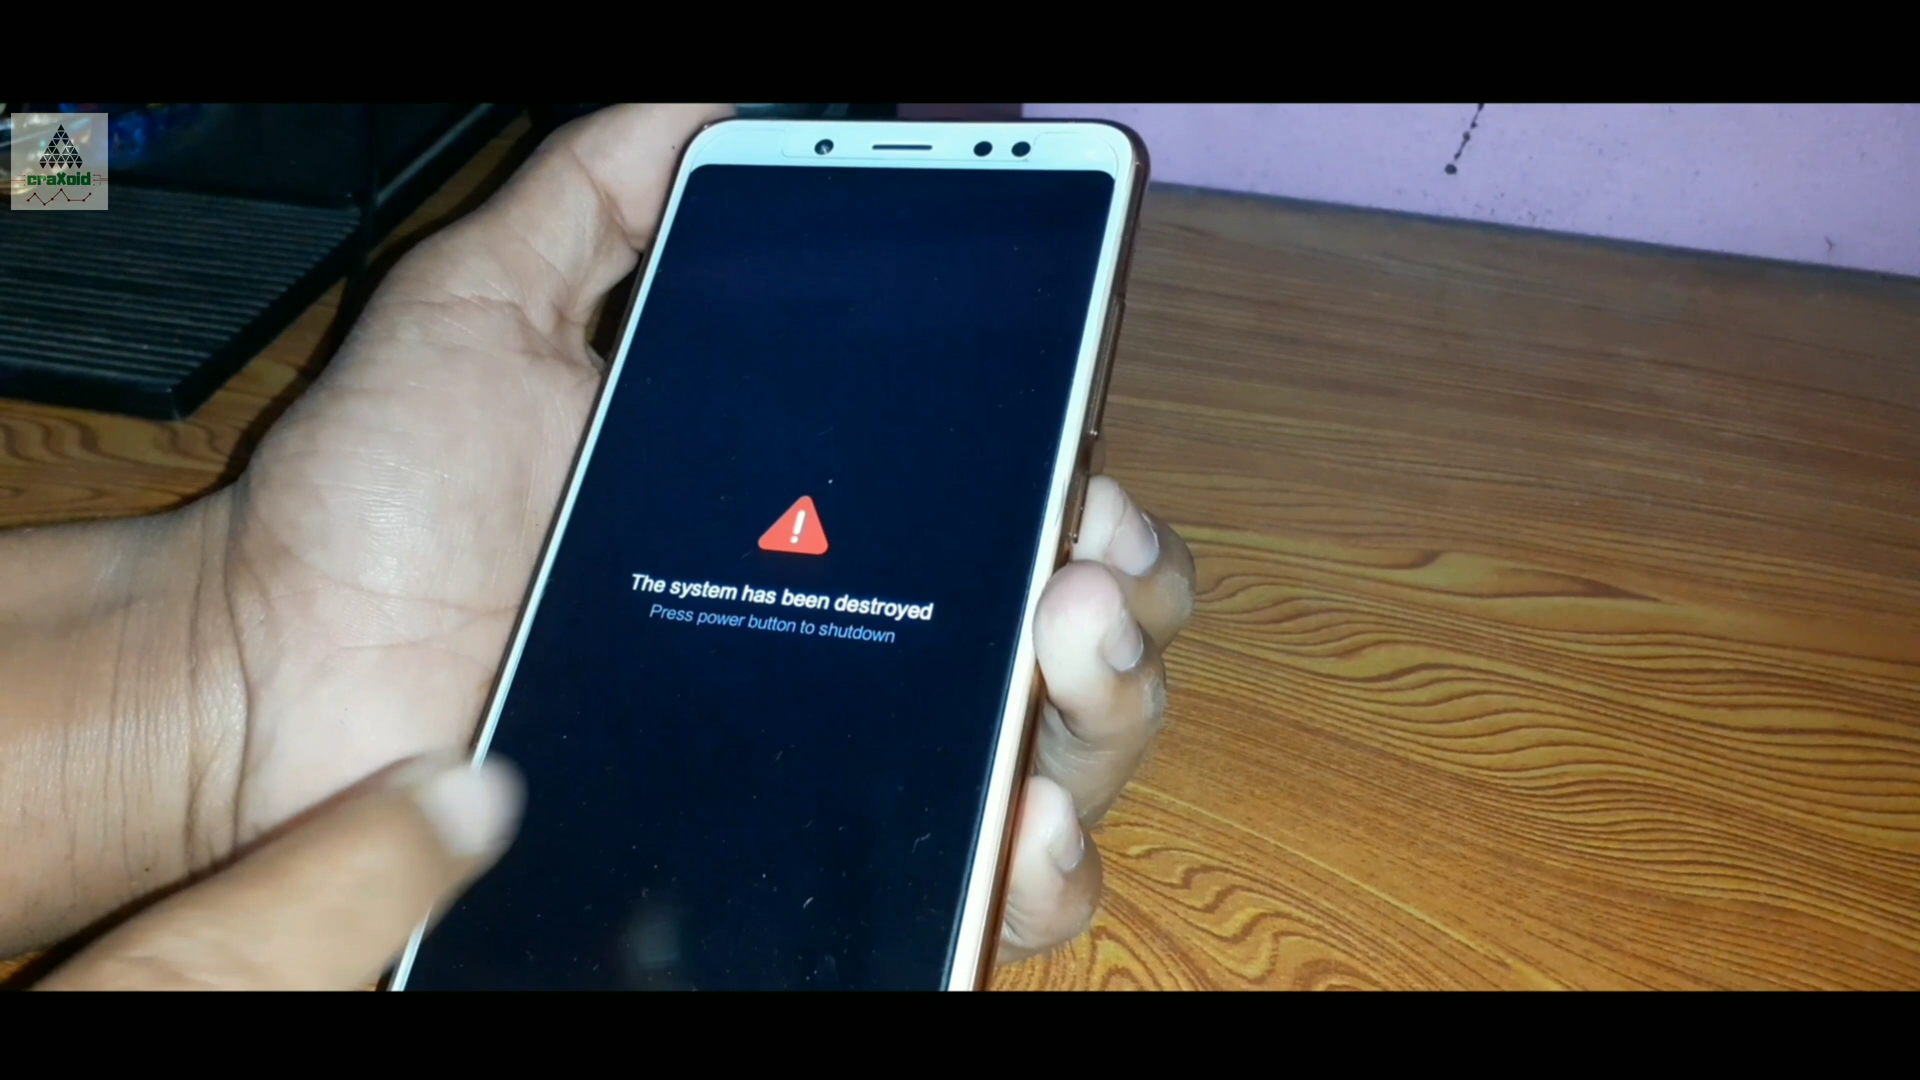 craXoid
The system has been destroyed
Press power button to shutdown